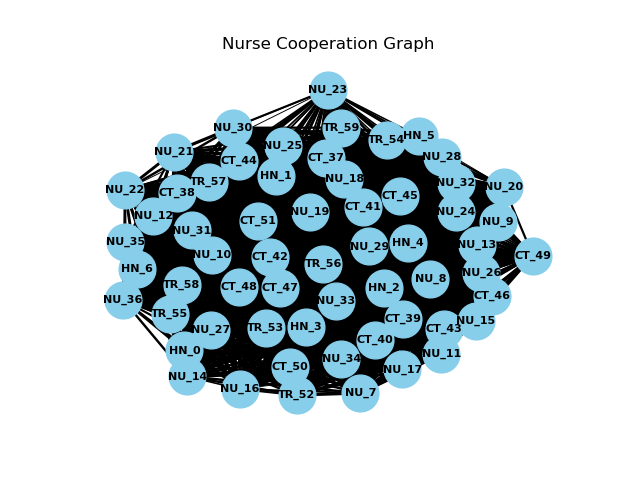 Nurse Cooperation Graph
NU_23
NU_30
TR_59
HN_5
TR_54
NU_25
NU_21
CT_37
NU_28
CT_44
HN_1
NU_18
TR_57
NU_32
NU_20
NU_22
CT_38
CT_45
CT_41
NU_19
NU_24
NU_12
CT_51
NU_9
NU_31
NU_35
HN_4
NU_13
NU_29
NU_10
CT_42
CT_49
TR_56
HN_6
NU_26
NU_8
TR_58
CT_48
CT_47
HN_2
CT_46
NU_36
NU_33
TR_55
CT_39
NU_15
NU_27
TR_53
HN_3
CT_43
CT_40
HN_0
NU_11
NU_34
CT_50
NU_17
NU_14
NU_16
NU_7
TR_52